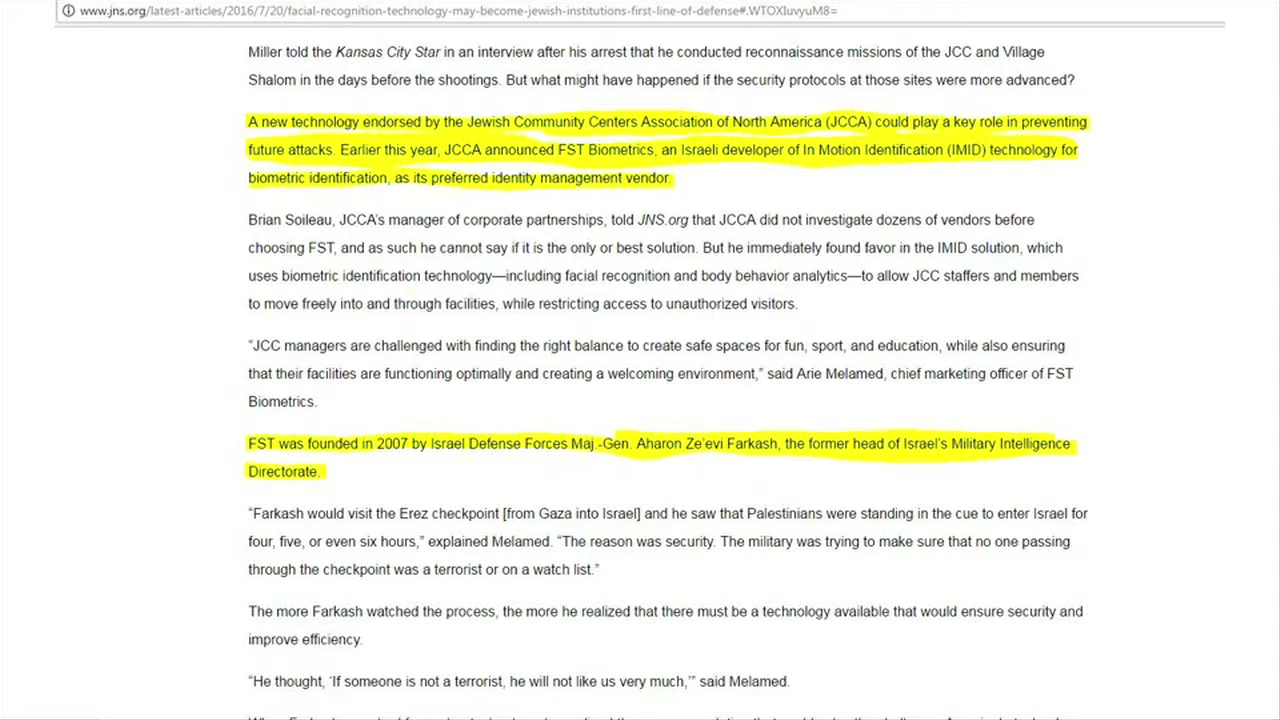 www.jns.org/latest-articles/2016/7/20/facial-recognition-technology-may-become-jewish-institutions-first-line-of-defense#.WTOXIuvyuM8=
Miller told the Kansas City Star in an interview after his arrest that he conducted reconnaissance missions of the JCC and Village
Shalom in the days before the shootings. But what might have happened if the security protocols at those sites were more advanced?
A new technology endorsed by the Jewish Community Centers Association of North America (JCCA) could play a key role in preventing
future attacks. Earlier this year, JCCA announced FST Biometrics, an Israeli developer of In Motion Identification (IMID) technology for
biometric identification, as its preferred identity management vendor.
Brian Soileau, JCCA's manager of corporate partnerships, told JNS.org that JCCA did not investigate dozens of vendors before
choosing FST, and as such he cannot say if it is the only or best solution. But he immediately found favor in the IMID solution, which
uses biometric identification technology—including facial recognition and body behavior analytics—to allow JCC staffers and members
to move freely into and through facilities, while restricting access to unauthorized visitors.
“JCC managers are challenged with finding the right balance to create safe spaces for fun, sport, and education, while also ensuring
that their facilities are functioning optimally and creating a welcoming environment,” said Arie Melamed, chief marketing officer of FST
Biometrics.
FST was founded in 2007 by Israel Defense Forces Maj.-Gen. Aharon Ze'evi Farkash, the former head of Israel's Military Intelligence
Directorate.
“Farkash would visit the Erez checkpoint [from Gaza into Israel] and he saw that Palestinians were standing in the cue to enter Israel for
four, five, or even six hours,” explained Melamed. “The reason was security. The military was trying to make sure that no one passing
through the checkpoint was a terrorist or on a watch list.”
The more Farkash watched the process, the more he realized that there must be a technology available that would ensure security and
improve efficiency.
“He thought, ‘If someone is not a terrorist, he will not like us very much,’” said Melamed.